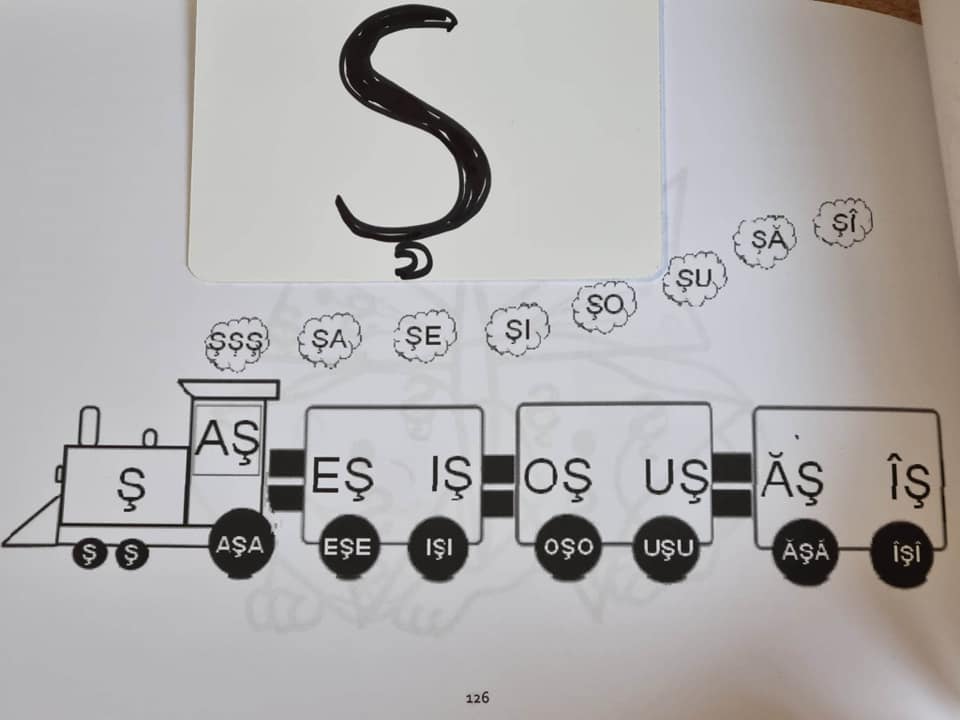 Ş
ŞŞŞ ŞA ŞE ŞI ŞO ŞU ŞĂ ŞÎ
AŞ
Ş EŞ IŞ OŞ UŞ ĂŞ ÎŞ
Ş Ş AŞA EŞE IŞI OŞO UŞU ĂŞĂ ÎŞÎ
126